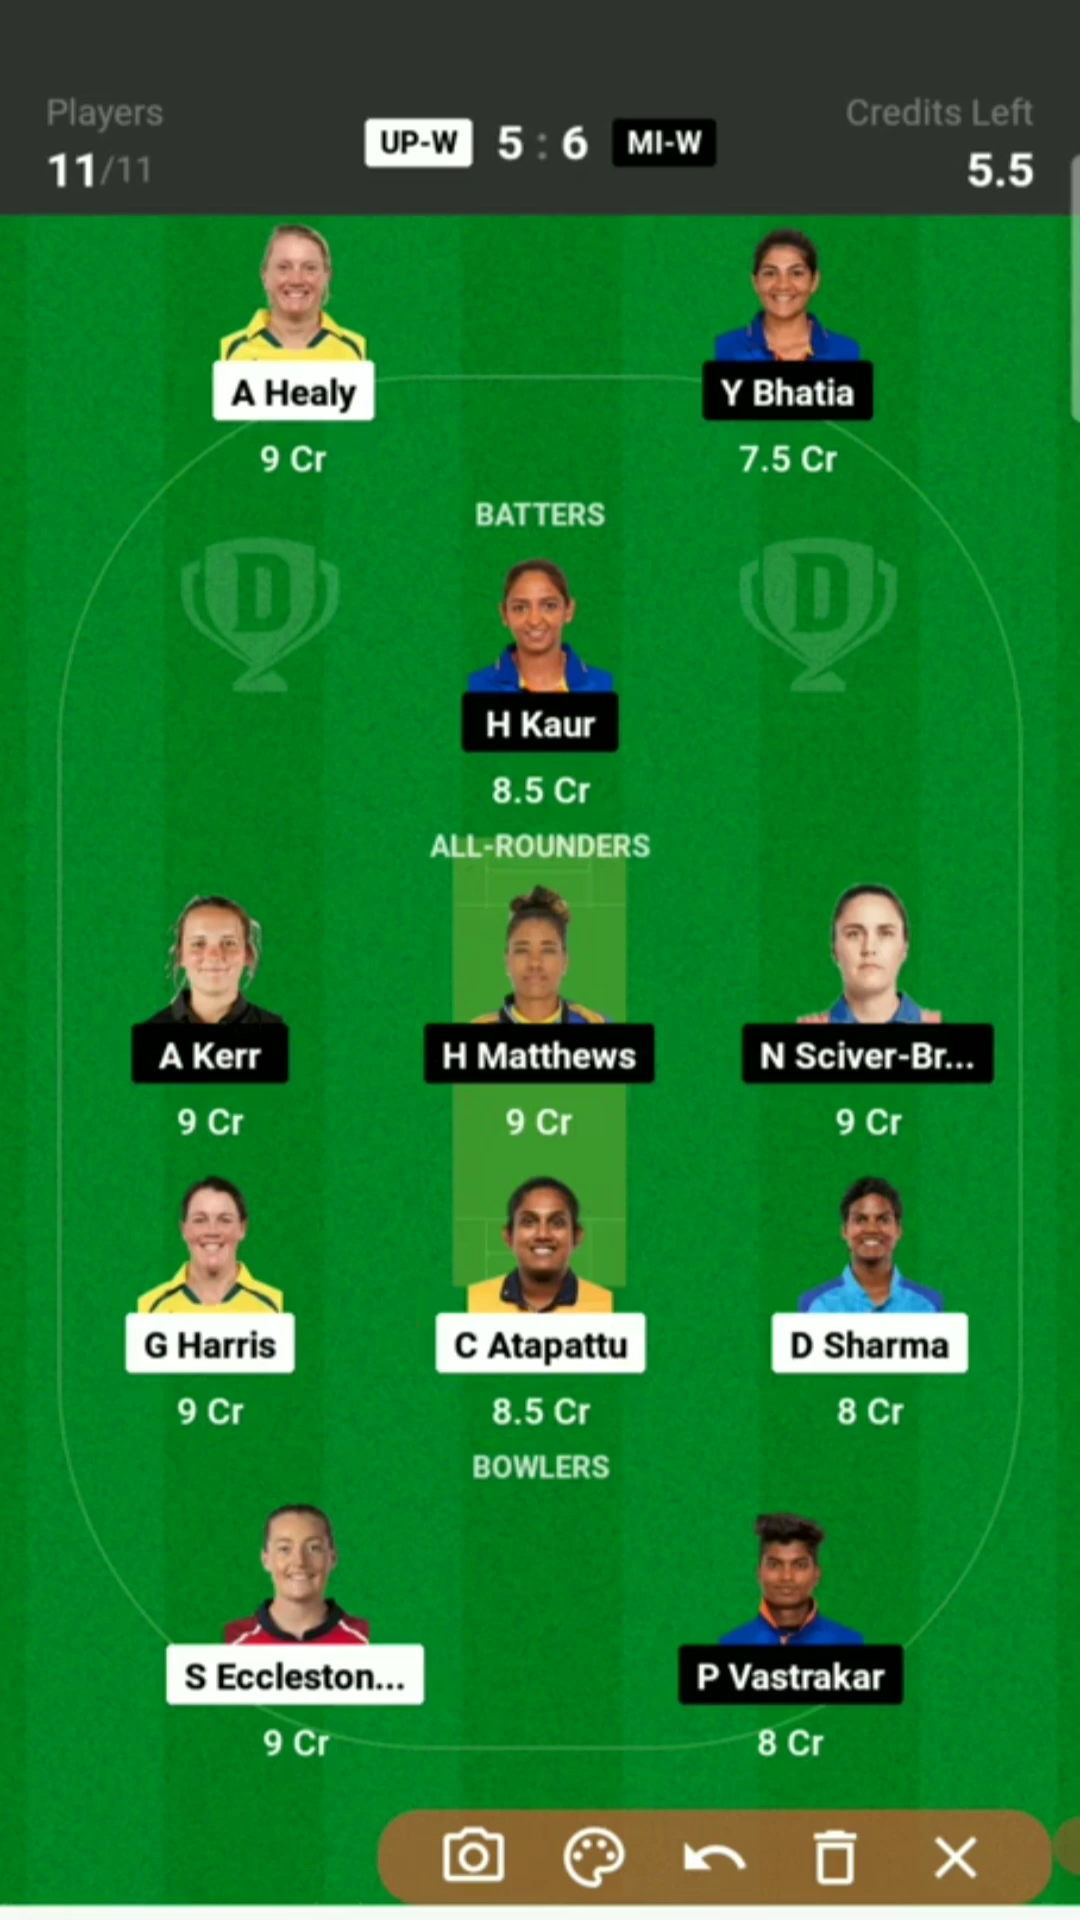 Players
Credits Left
UP-W 5 : 6 MI-W
11/11
5.5
A Healy
Y Bhatia
9 Cr
7.5 Cr
BATTERS
D
D
H Kaur
8.5 Cr
ALL-ROUNDERS
A Kerr
H Matthews
N Sciver-Br...
9 Cr
9 Cr
9 Cr
G Harris
C Atapattu
D Sharma
9 Cr
8.5 Cr
8 Cr
BOWLERS
S Eccleston...
P Vastrakar
9 Cr
8 Cr